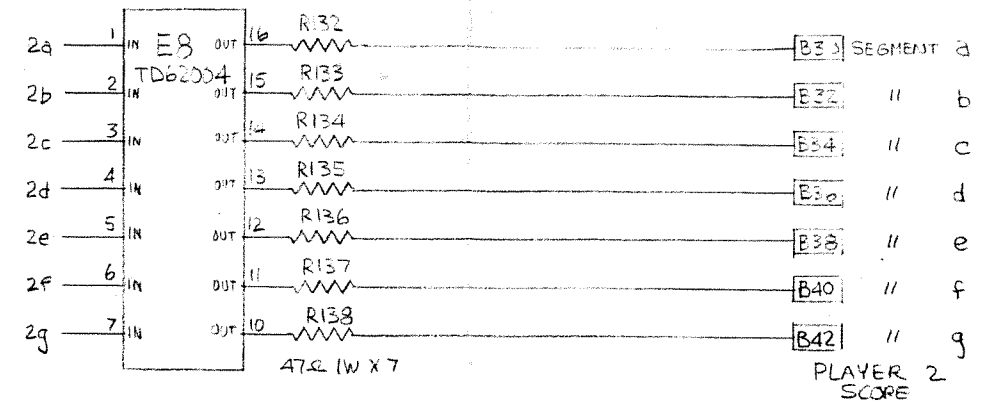 2a 1 IN E8 OUT 16 R132 SEGMENT a
TD62004
2b 2 IN OUT 15 R133 B32 " b
3 IN OUT 14 R134 B34 " c
2c
2d 4 IN OUT 13 R135 B36 " d
2e 5 IN OUT 12 R136 B38 " e
2f 6 IN OUT 11 R137 B40 " f
2g 7 IN OUT 10 R138 B42 " g
47Ω 1W X 7
PLAYER 2
SCORE